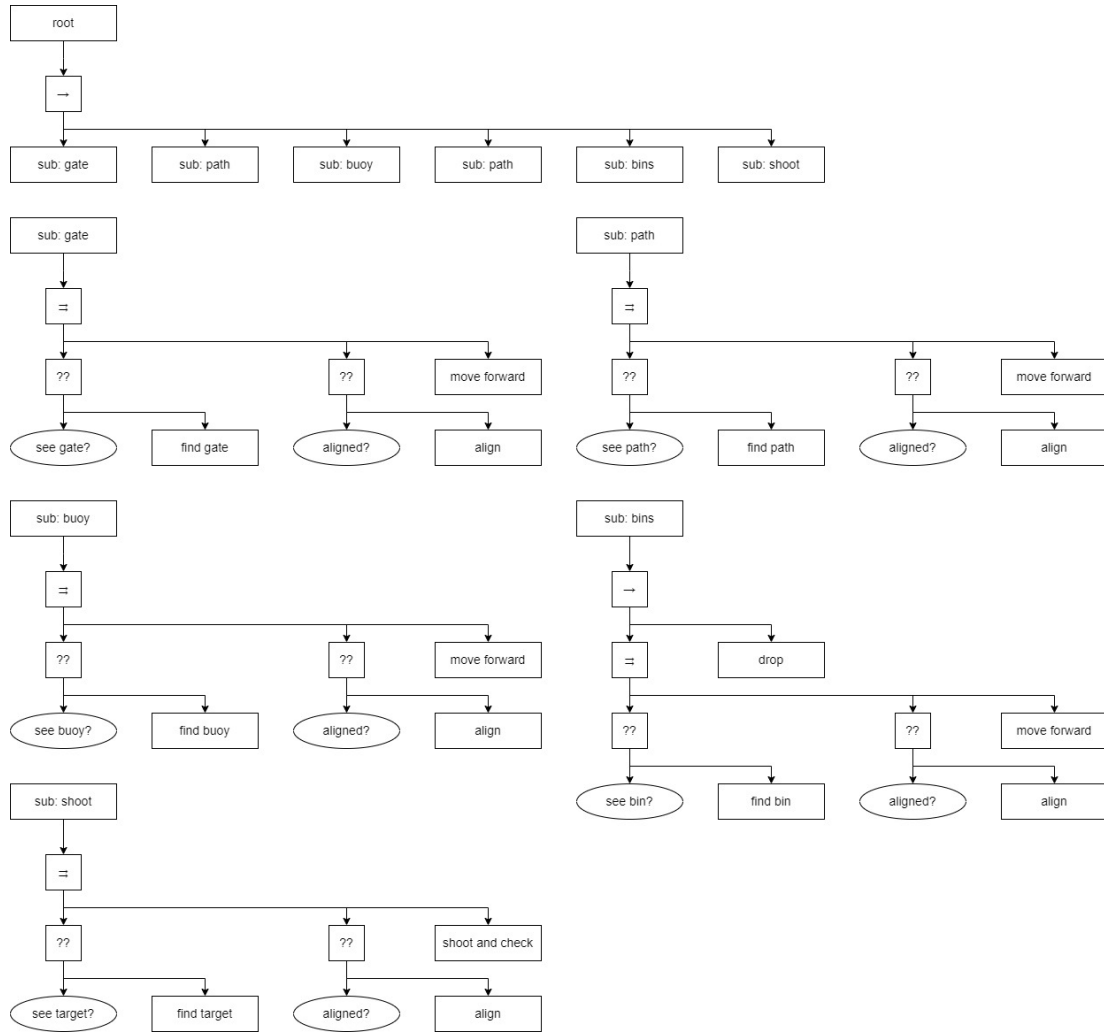 root
→
sub: gate
sub: path
sub: buoy
sub: path
sub: bins
sub: shoot
sub: gate
⇉
??
??
move forward
see gate?
find gate
aligned?
align
sub: path
⇉
??
??
move forward
see path?
find path
aligned?
align
sub: buoy
⇉
??
??
move forward
see buoy?
find buoy
aligned?
align
sub: bins
→
⇉
drop
??
??
move forward
see bin?
find bin
aligned?
align
sub: shoot
⇉
??
??
shoot and check
see target?
find target
aligned?
align